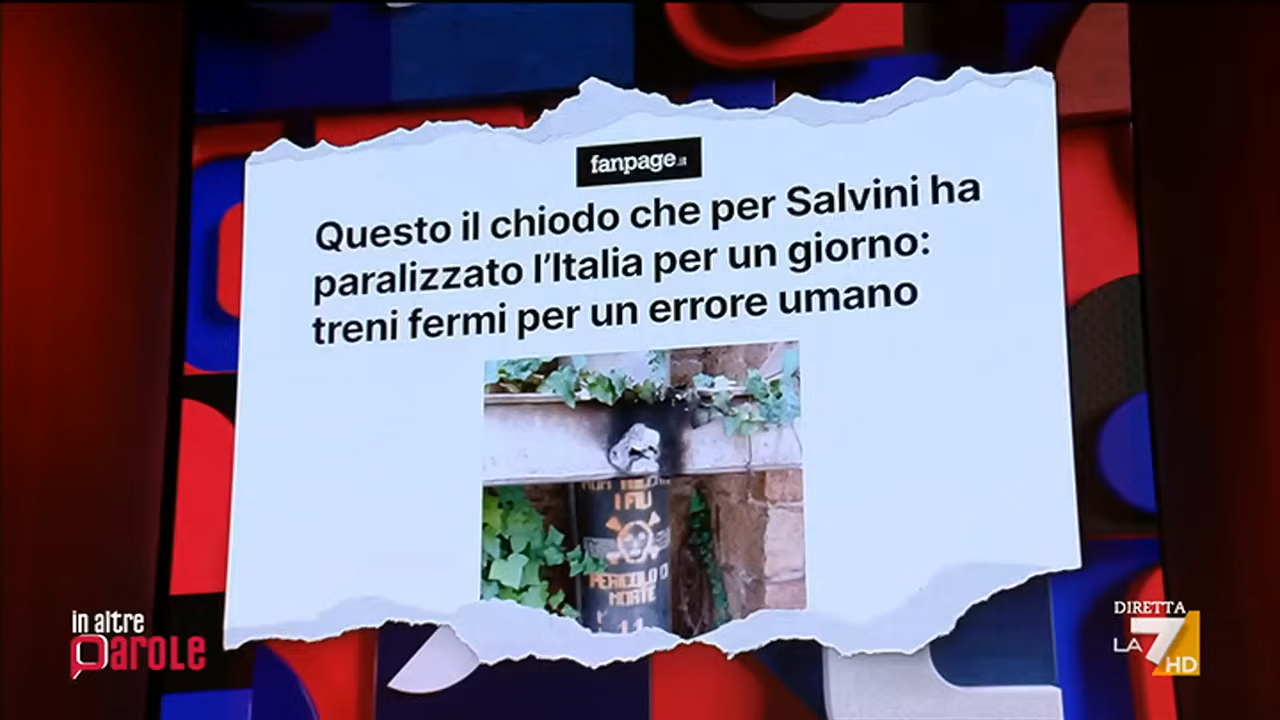 fanpage.it
Questo il chiodo che per Salvini ha
paralizzato l'Italia per un giorno:
treni fermi per un errore umano
I FILI
PERICOLO DI
MORTE
in altre
parole
DIRETTA
LA7
HD